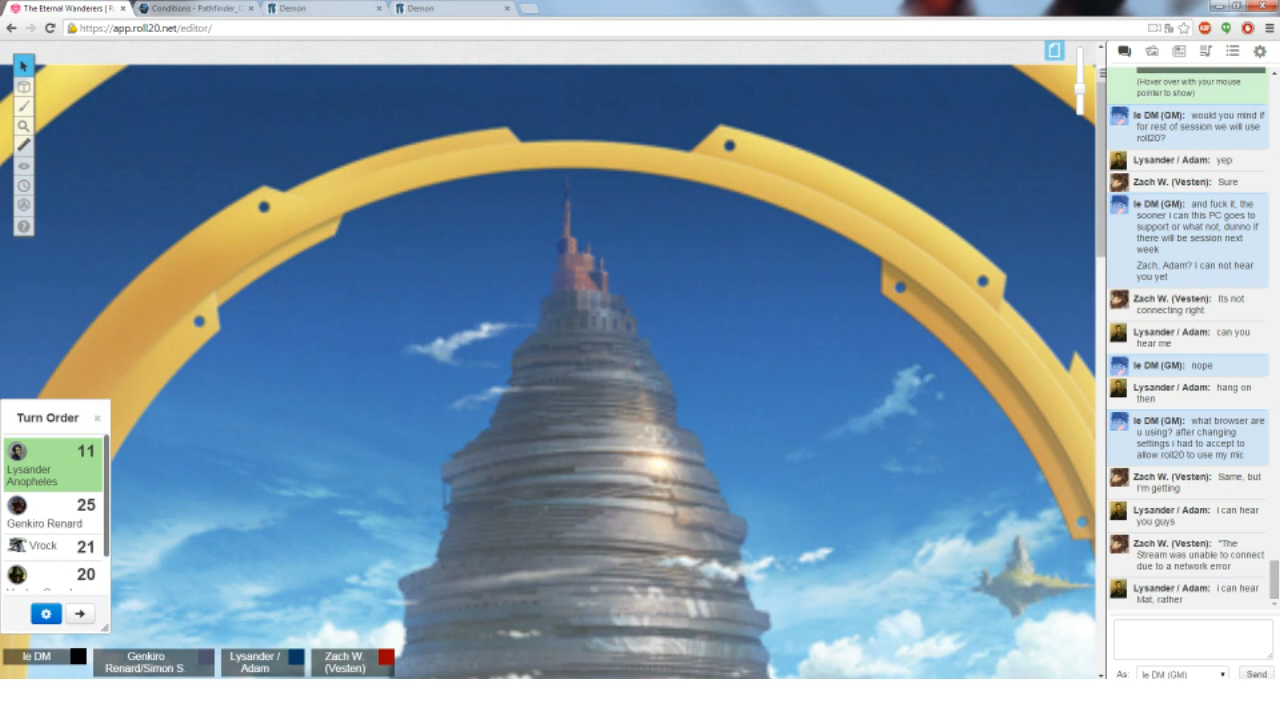 The Eternal Wanderers | R
Conditions - Pathfinder_
Demon
Demon
https://app.roll20.net/editor/
(Hover over with your mouse
pointer to show)
le DM (GM): would you mind if
for rest of session we will use
roll20?
Lysander / Adam: yep
Zach W. (Vesten): Sure
le DM (GM): and fuck it, the
sooner i can this PC goes to
support or what not, dunno if
there will be session next
week
Zach, Adam? I can not hear
you yet
Zach W. (Vesten): Its not
connecting right
Lysander / Adam: can you
hear me
le DM (GM): nope
Lysander / Adam: hang on
then
le DM (GM): what browser are
u using? after changing
settings i had to accept to
allow roll20 to use my mic
Zach W. (Vesten): Same, but
I'm getting
Lysander / Adam: i can hear
you guys
Zach W. (Vesten): "The
Stream was unable to connect
due to a network error
Lysander / Adam: i can hear
Mat, rather
As: le DM (GM) Send
Turn Order ×
11
Lysander
Anopheles
25
Genkiro Renard
Vrock 21
20
le DM
Genkiro
Renard/Simon S.
Lysander /
Adam
Zach W.
(Vesten)